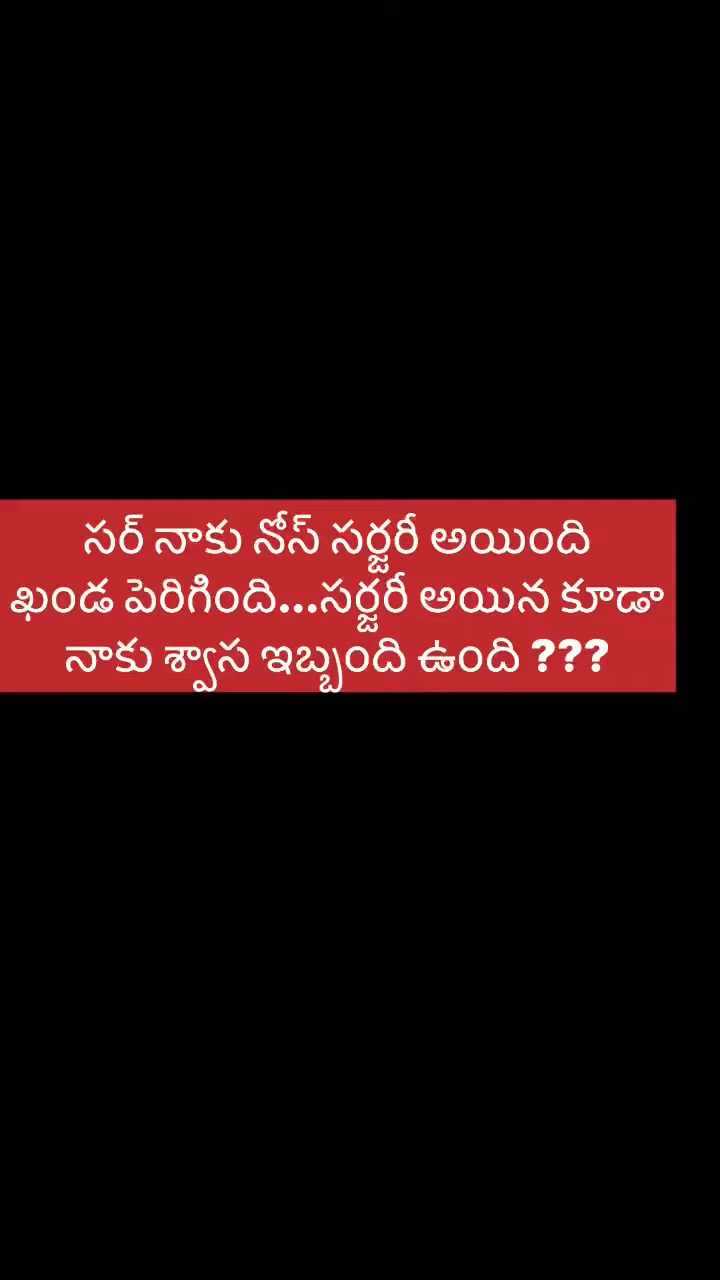 సర్ నాకు నోస్ సర్జరీ అయింది
ఖండ పెరిగింది...సర్జరీ అయిన కూడా
నాకు శ్వాస ఇబ్బంది ఉంది ???